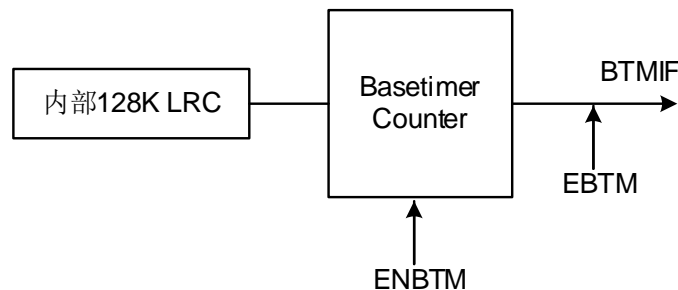 内部128K LRC
Basetimer
Counter
BTMIF
EBTM
ENBTM